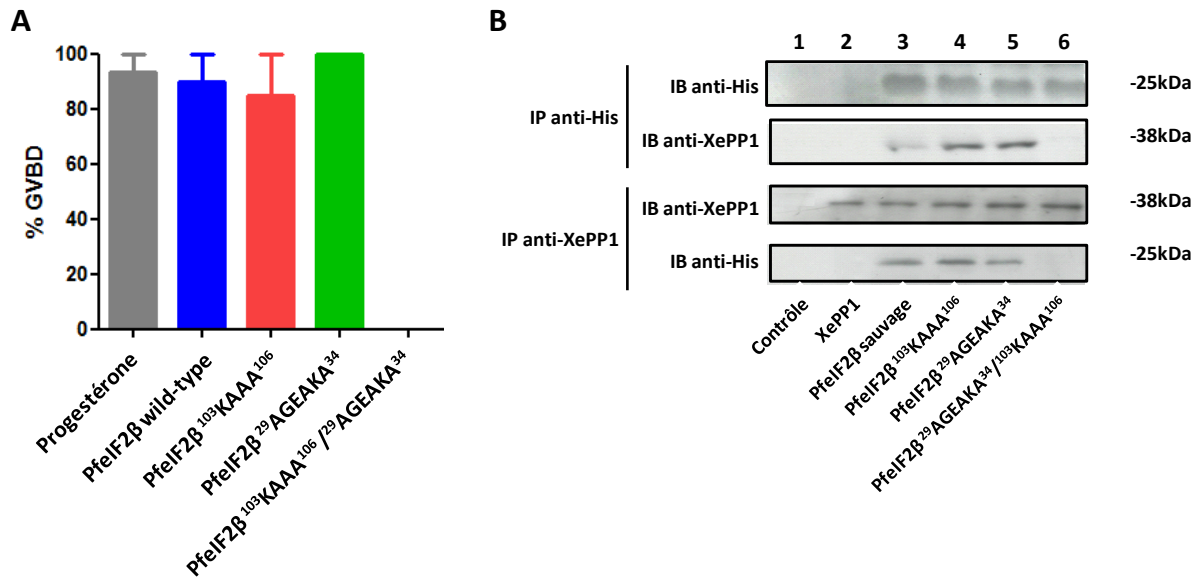 A
% GVBD
100
80
60
40
20
0
Progestérone
PfeIF2β wild-type
PfeIF2β ¹⁰³KAAA¹⁰⁶
PfeIF2β ²⁹AGEAKA³⁴
PfeIF2β ¹⁰³KAAA¹⁰⁶ /²⁹AGEAKA³⁴
B
1 2 3 4 5 6
IP anti-His
IB anti-His
-25kDa
IB anti-XePP1
-38kDa
IP anti-XePP1
IB anti-XePP1
-38kDa
IB anti-His
-25kDa
Contrôle
XePP1
PfeIF2β sauvage
PfeIF2β ¹⁰³KAAA¹⁰⁶
PfeIF2β ²⁹AGEAKA³⁴
PfeIF2β ²⁹AGEAKA³⁴/¹⁰³KAAA¹⁰⁶